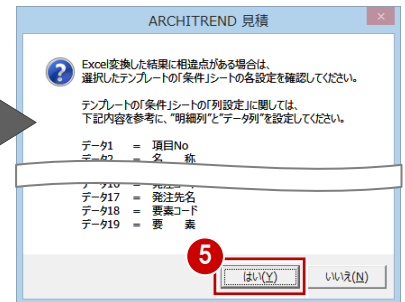 ARCHITREND 見積
Excel変換した結果に相違点がある場合は、
選択したテンプレートの「条件」シートの各設定を確認してください。
テンプレートの「条件」シートの「列設定」に関しては、
下記内容を参考に、"明細列"と"データ列"を設定してください。
データ1 = 項目No
データ2 = 名 称
データ17 = 発注先名
データ18 = 要素コード
データ19 = 要 素
5
はい(Y)
いいえ(N)